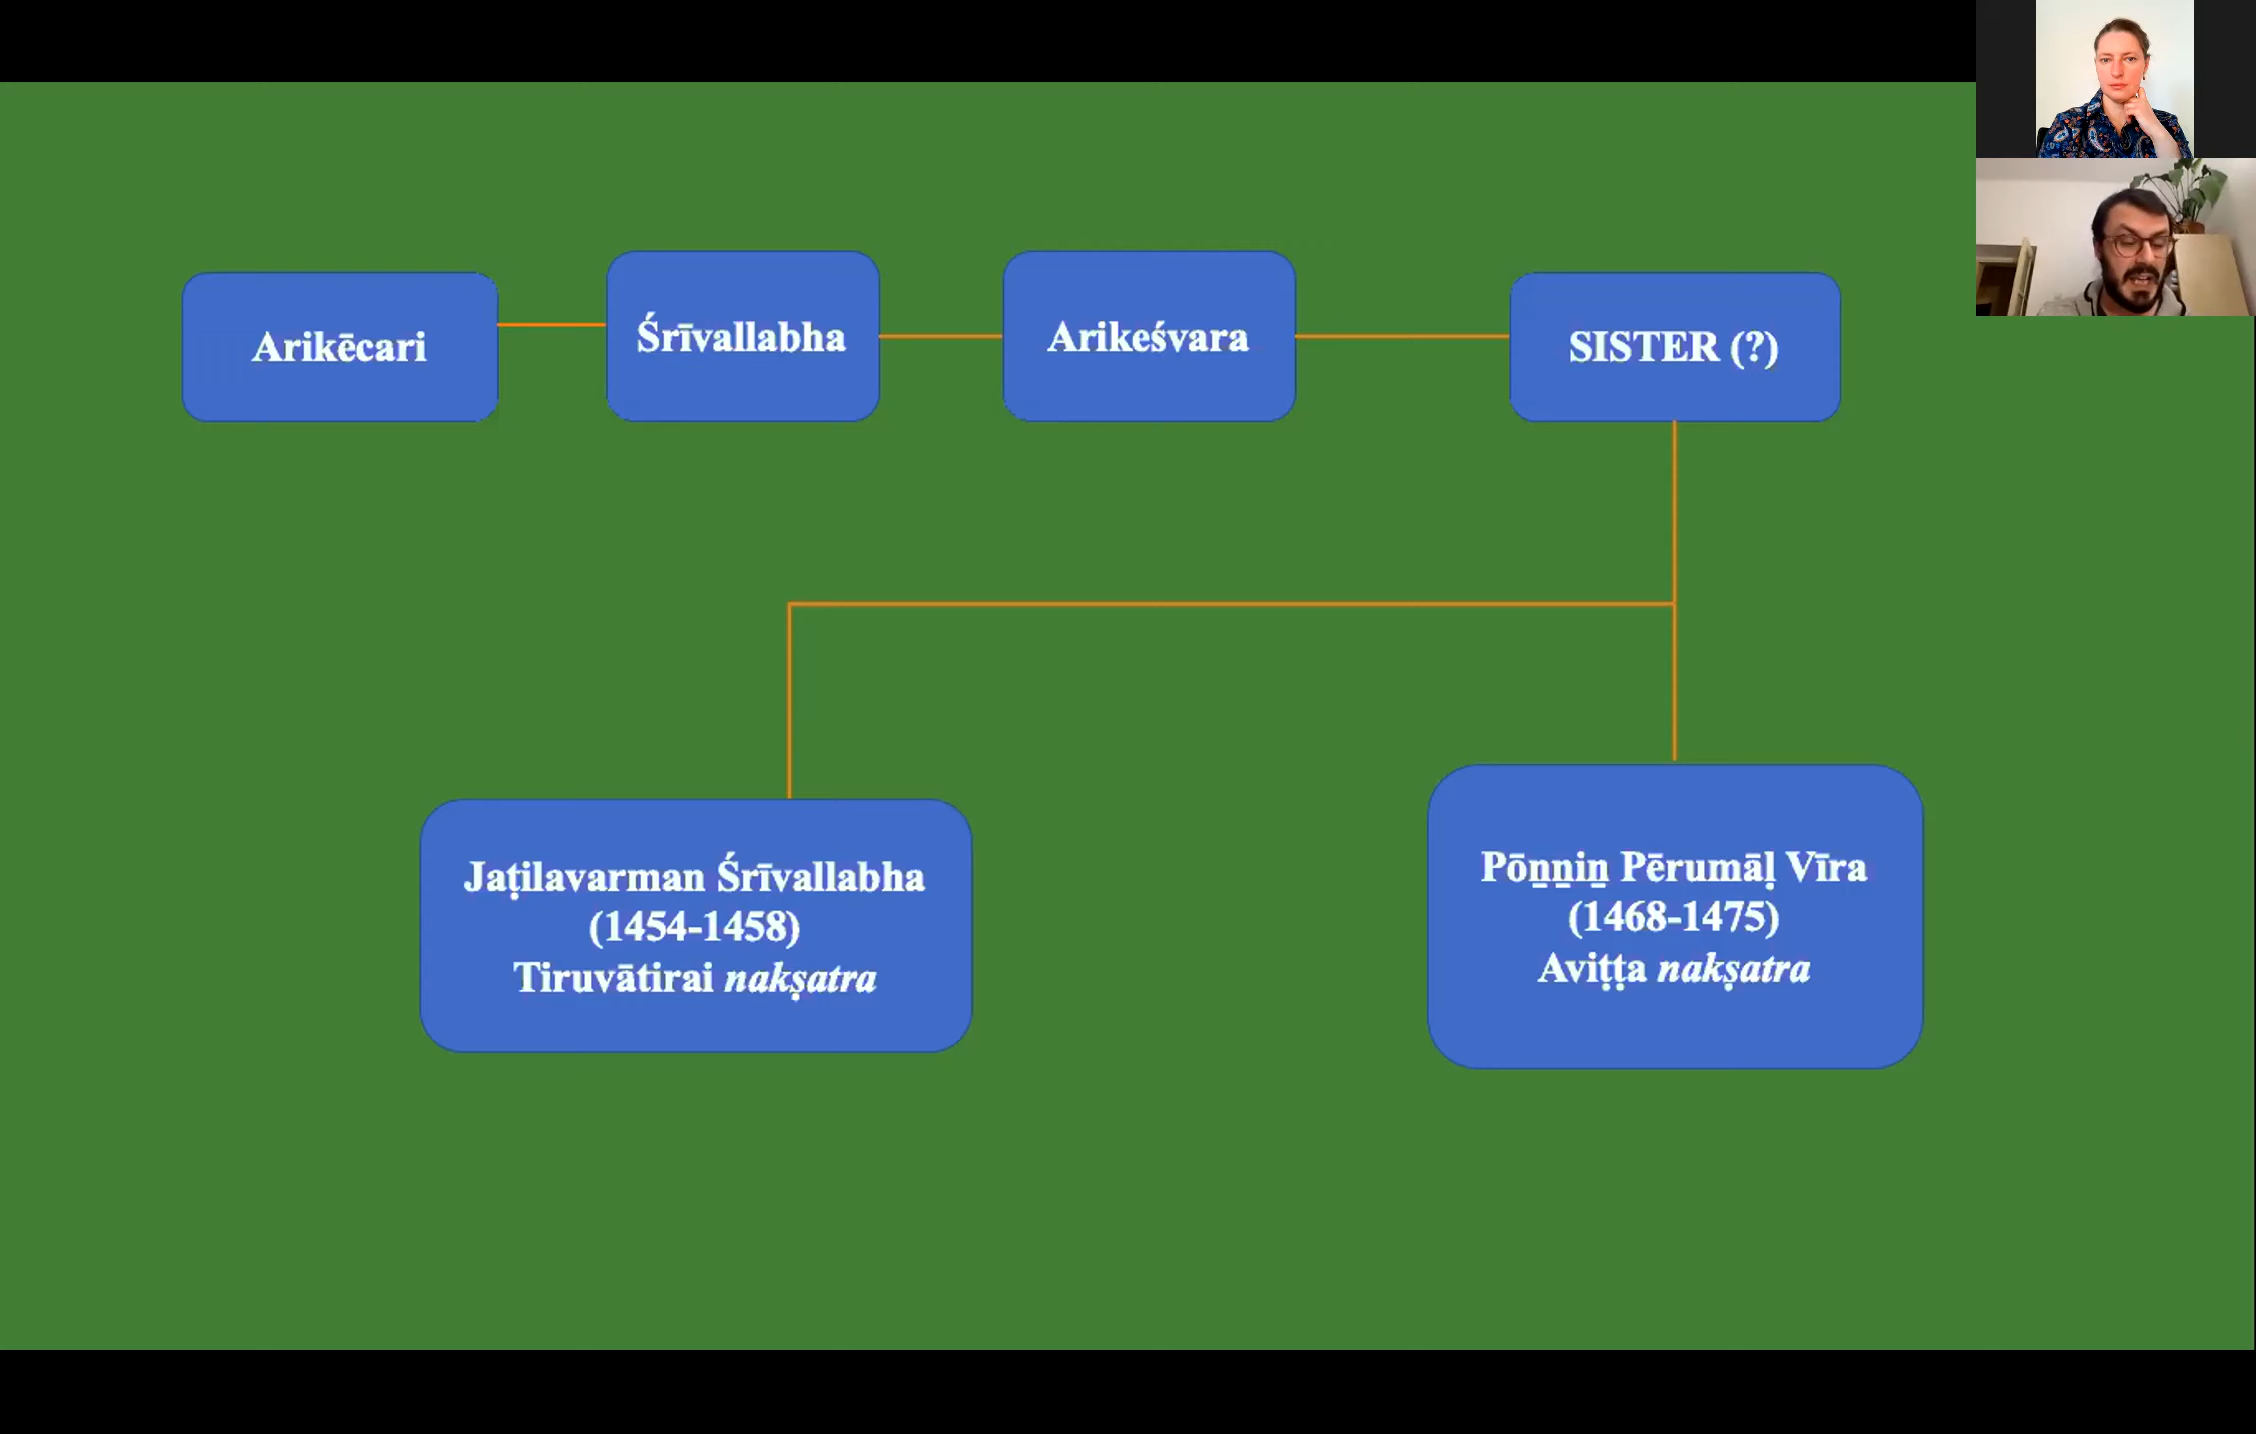 Arikēcari
Śrīvallabha
Arikeśvara
SISTER (?)
Jaṭilavarman Śrīvallabha
(1454-1458)
Tiruvātirai nakṣatra
Pōṉṉiṉ Pērumāḷ Vīra
(1468-1475)
Aviṭṭa nakṣatra